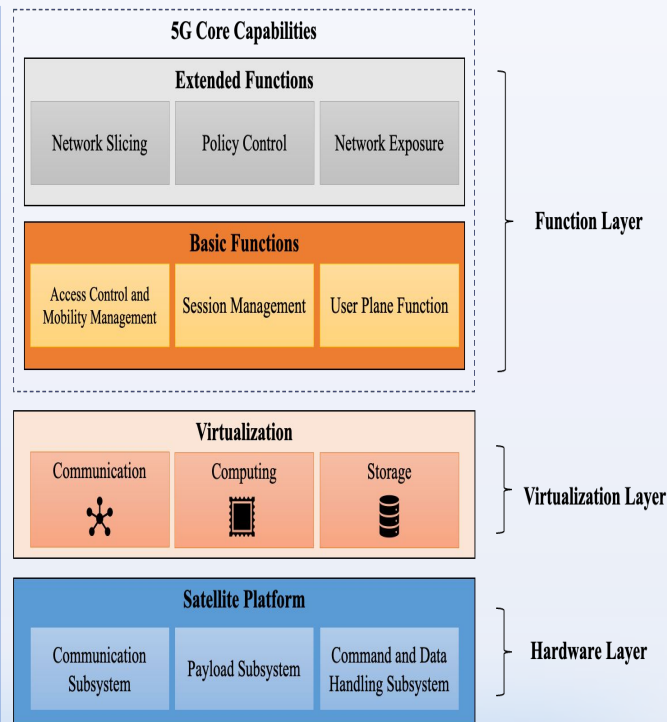 5G Core Capabilities
Extended Functions
Network Slicing
Policy Control
Network Exposure
Function Layer
Basic Functions
Access Control and
Mobility Management
Session Management
User Plane Function
Virtualization
Communication
Computing
Storage
Virtualization Layer
Satellite Platform
Communication
Subsystem
Payload Subsystem
Command and Data
Handling Subsystem
Hardware Layer